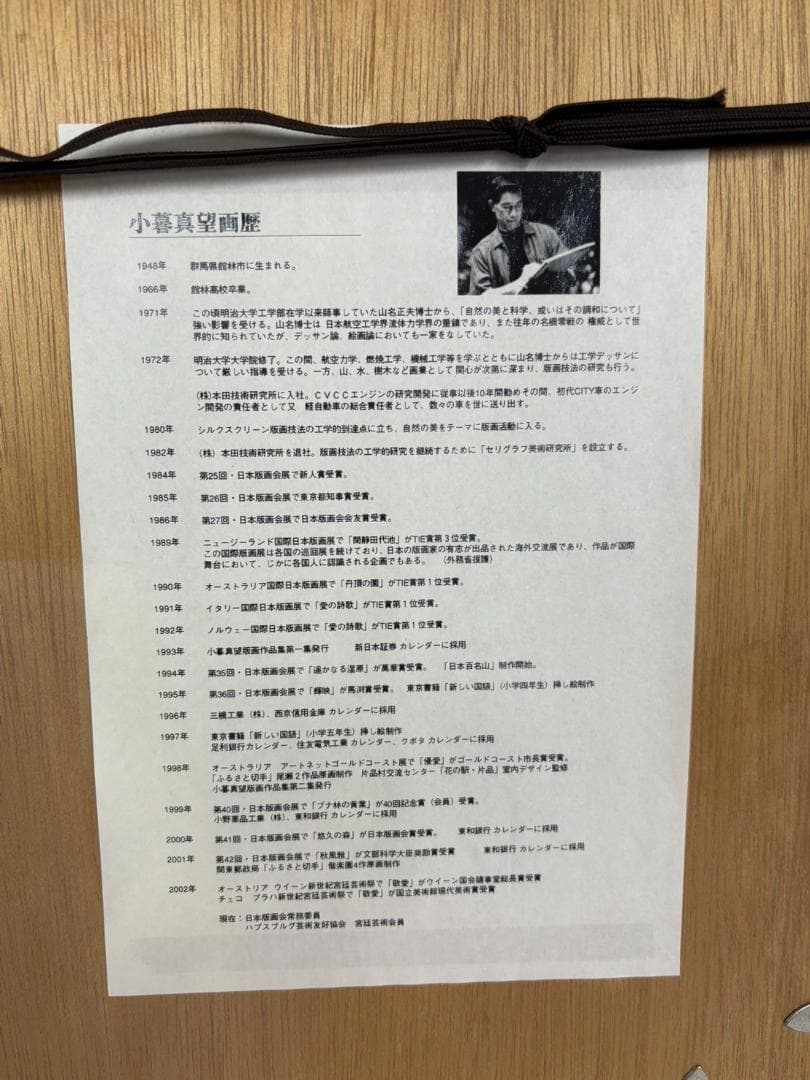 小暮真望画歴
1948年 群馬県館林市に生まれる。
1966年 館林高校卒業。
1971年 この頃明治大学工学部在学以来師事していた山名正夫博士から、「自然の美と科学、或いはその調和について」
強い影響を受ける。山名博士は 日本航空工学界流体力学界の重鎮であり、また往年の名機零戦の 権威として世
界的に知られていたが、デッサン論、絵画論においても一家をなしていた。
1972年 明治大学大学院修了。この間、航空力学、燃焼工学、機械工学等を学ぶとともに山名博士からは工学デッサンに
ついて厳しい指導を受ける。一方、山、水、樹木など画業として 関心が次第に深まり、版画技法の研究も行う。
(株)本田技術研究所に入社。CVCCエンジンの研究開発に従事以後10年間勤めその間、初代CITY車のエンジ
ン開発の責任者として又 軽自動車の総合責任者として、数々の車を世に送り出す。
1980年 シルクスクリーン版画技法の工学的到達点に立ち、自然の美をテーマに版画活動に入る。
1982年 (株) 本田技術研究所を退社。版画技法の工学的研究を継続するために「セリグラフ美術研究所」を設立する。
1984年 第25回・日本版画会展で新人賞受賞。
1985年 第26回・日本版画会展で東京都知事賞受賞。
1986年 第27回・日本版画会展で日本版画会会友賞受賞。
1989年 ニュージーランド国際日本版画展で「閑静田代池」がTIE賞第3位受賞。
この国際版画展は各国の巡回展を続けており、日本の版画家の有志が出品された海外交流展であり、作品が国際
舞台において、じかに各国人に認識される企画でもある。 (外務省援護)
1990年 オーストラリア国際日本版画展で「丹頂の園」がTIE賞第1位受賞。
1991年 イタリー国際日本版画展で「愛の詩歌」がTIE賞第1位受賞。
1992年 ノルウェー国際日本版画展で「愛の詩歌」がTIE賞第1位受賞。
1993年 小暮真望版画作品集第一集発行 新日本証券 カレンダーに採用
1994年 第35回・日本版画会展で「遥かなる湿原」が萬華賞受賞。 「日本百名山」制作開始。
1995年 第36回・日本版画会展で「輝映」が馬渕賞受賞。 東京書籍「新しい国語」(小学四年生) 挿し絵制作
1996年 三機工業(株)、西京信用金庫 カレンダーに採用
1997年 東京書籍「新しい国語」(小学五年生) 挿し絵制作
足利銀行カレンダー、住友電気工業 カレンダー、クボタ カレンダーに採用
1998年 オーストラリア アートネットゴールドコースト展で「優愛」がゴールドコースト市長賞受賞。
「ふるさと切手」尾瀬2作品原画制作 片品村交流センター「花の駅・片品」室内デザイン監修
小暮真望版画作品集第二集発行
1999年 第40回・日本版画会展で「ブナ林の黄葉」が40回記念賞(会員)受賞。
小野薬品工業(株)、東和銀行 カレンダーに採用
2000年 第41回・日本版画会展で「悠久の森」が日本版画会賞受賞。 東和銀行 カレンダーに採用
2001年 第42回・日本版画会展で「秋風雅」が文部科学大臣奨励賞受賞 東和銀行 カレンダーに採用
関東郵政局「ふるさと切手」偕楽園4作原画制作
2002年 オーストリア ウイーン新世紀宮廷芸術祭で「敬愛」がウイーン国会議事堂総長賞受賞
チェコ プラハ新世紀宮廷芸術祭で「敬愛」が国立美術館現代美術賞受賞
現在:日本版画会常務委員
ハプスブルグ芸術友好協会 宮廷芸術会員